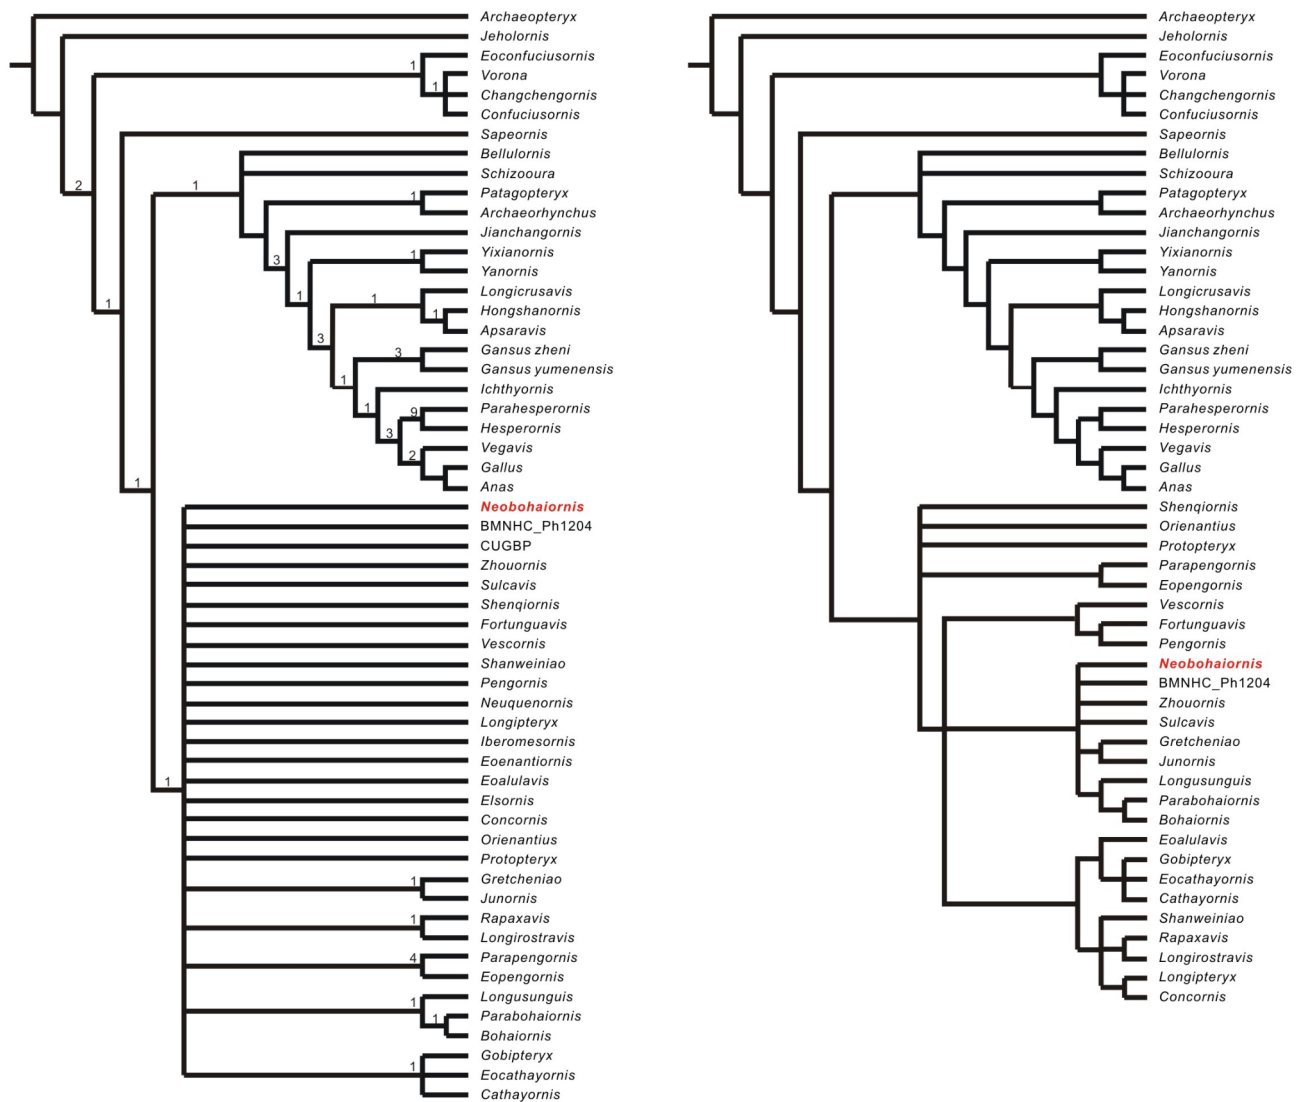 Archaeopteryx
Jeholornis
Eoconfuciusornis
1
Vorona
1
Changchengornis
Confuciusornis
Sapeornis
Bellulornis
Schizooura
2
1
Patagopteryx
1
Archaeorhynchus
Jianchangornis
Yixianornis
1
3
Yanornis
Longicrusavis
1
1
1
Hongshanornis
1
Apsaravis
3
Gansus zheni
3
Gansus yumenensis
1
Ichthyornis
1
Parahesperornis
9
Hesperornis
3
Vegavis
2
Gallus
1
Anas
Neobohaiornis
BMNHC_Ph1204
CUGBP
Zhouornis
Sulcavis
Shenqiornis
Fortunguavis
Vescornis
Shanweiniao
Pengornis
Neuquenornis
Longipteryx
Iberomesornis
Eoenantiornis
1
Eoalulavis
Elsornis
Concornis
Orienantius
Protopteryx
Gretcheniao
1
Junornis
Rapaxavis
1
Longirostravis
Parapengornis
4
Eopengornis
Longusunguis
1
Parabohaiornis
1
Bohaiornis
Gobipteryx
1
Eocathayornis
Cathayornis
Archaeopteryx
Jeholornis
Eoconfuciusornis
Vorona
Changchengornis
Confuciusornis
Sapeornis
Bellulornis
Schizooura
Patagopteryx
Archaeorhynchus
Jianchangornis
Yixianornis
Yanornis
Longicrusavis
Hongshanornis
Apsaravis
Gansus zheni
Gansus yumenensis
Ichthyornis
Parahesperornis
Hesperornis
Vegavis
Gallus
Anas
Shenqiornis
Orienantius
Protopteryx
Parapengornis
Eopengornis
Vescornis
Fortunguavis
Pengornis
Neobohaiornis
BMNHC_Ph1204
Zhouornis
Sulcavis
Gretcheniao
Junornis
Longusunguis
Parabohaiornis
Bohaiornis
Eoalulavis
Gobipteryx
Eocathayornis
Cathayornis
Shanweiniao
Rapaxavis
Longirostravis
Longipteryx
Concornis